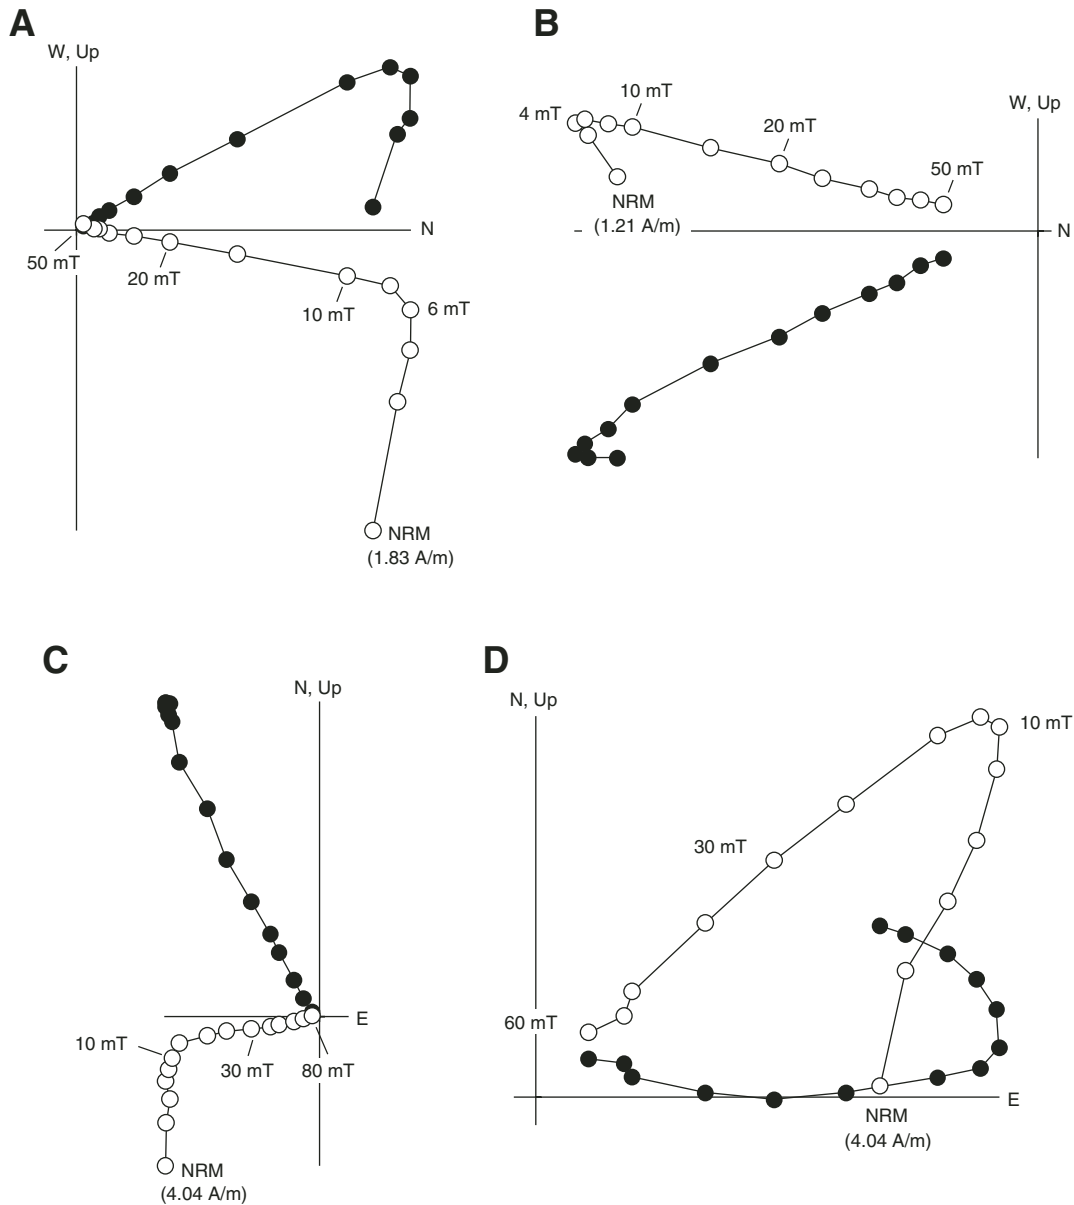 A
W, Up
N
50 mT
20 mT
10 mT
6 mT
NRM
(1.83 A/m)
B
10 mT
4 mT
W, Up
20 mT
50 mT
NRM
(1.21 A/m)
N
C
N, Up
E
10 mT
30 mT
80 mT
NRM
(4.04 A/m)
D
N, Up
10 mT
30 mT
60 mT
E
NRM
(4.04 A/m)